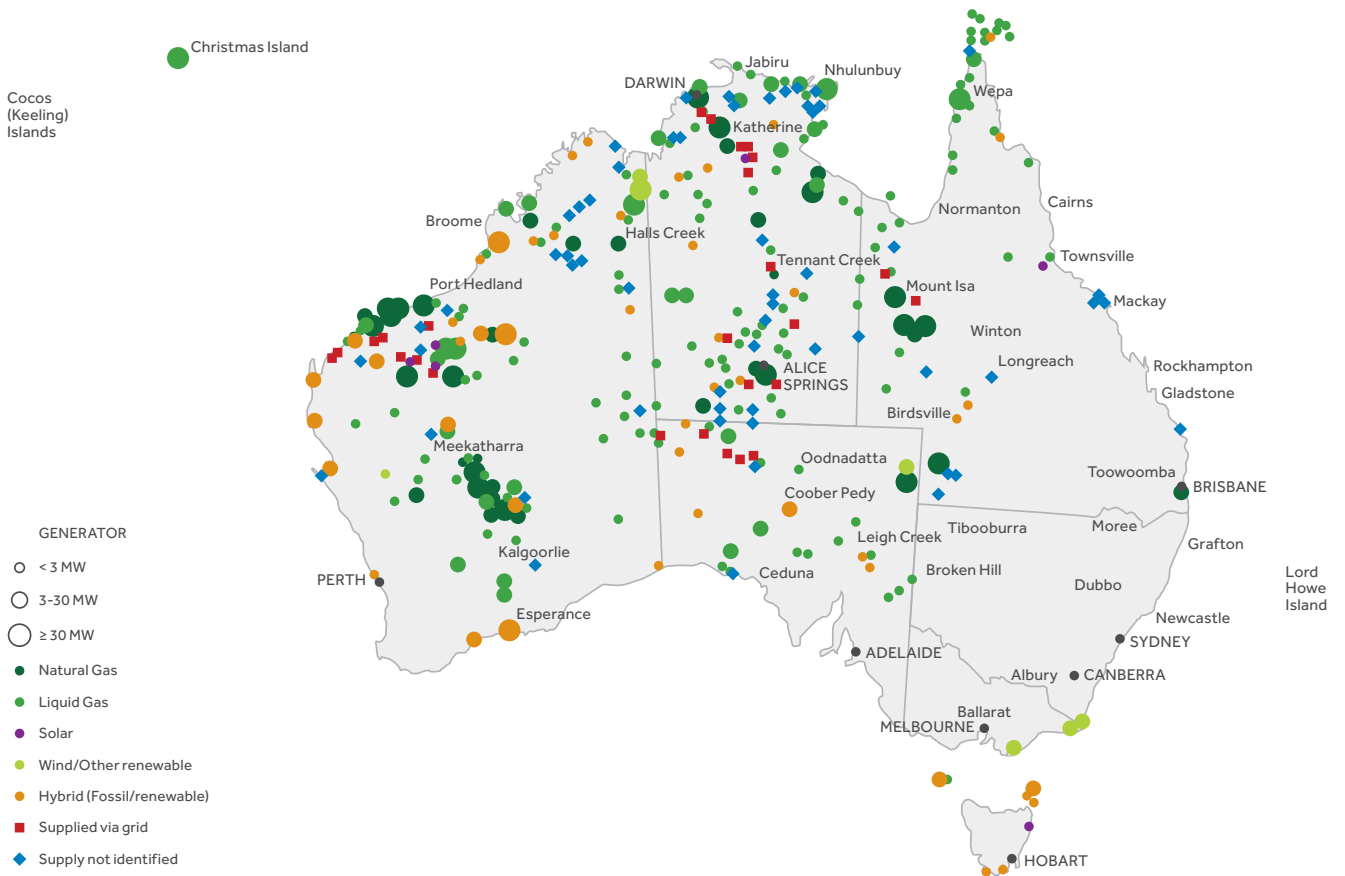 Christmas Island
Cocos
(Keeling)
Islands
Jabiru
Nhulunbuy
DARWIN
Wepa
Katherine
Broome
Halls Creek
Normanton
Cairns
Tennant Creek
Townsville
Port Hedland
Mount Isa
Mackay
Winton
Longreach
ALICE
SPRINGS
Rockhampton
Gladstone
Birdsville
Meekatharra
Oodnadatta
Toowoomba
BRISBANE
Coober Pedy
Tibooburra
Moree
Leigh Creek
Grafton
GENERATOR
Kalgoorlie
< 3 MW
PERTH
Ceduna
Broken Hill
Dubbo
Lord
Howe
Island
3-30 MW
Esperance
Newcastle
≥ 30 MW
SYDNEY
ADELAIDE
Natural Gas
Albury
CANBERRA
Liquid Gas
Ballarat
MELBOURNE
Solar
Wind/Other renewable
Hybrid (Fossil/renewable)
Supplied via grid
Supply not identified
HOBART